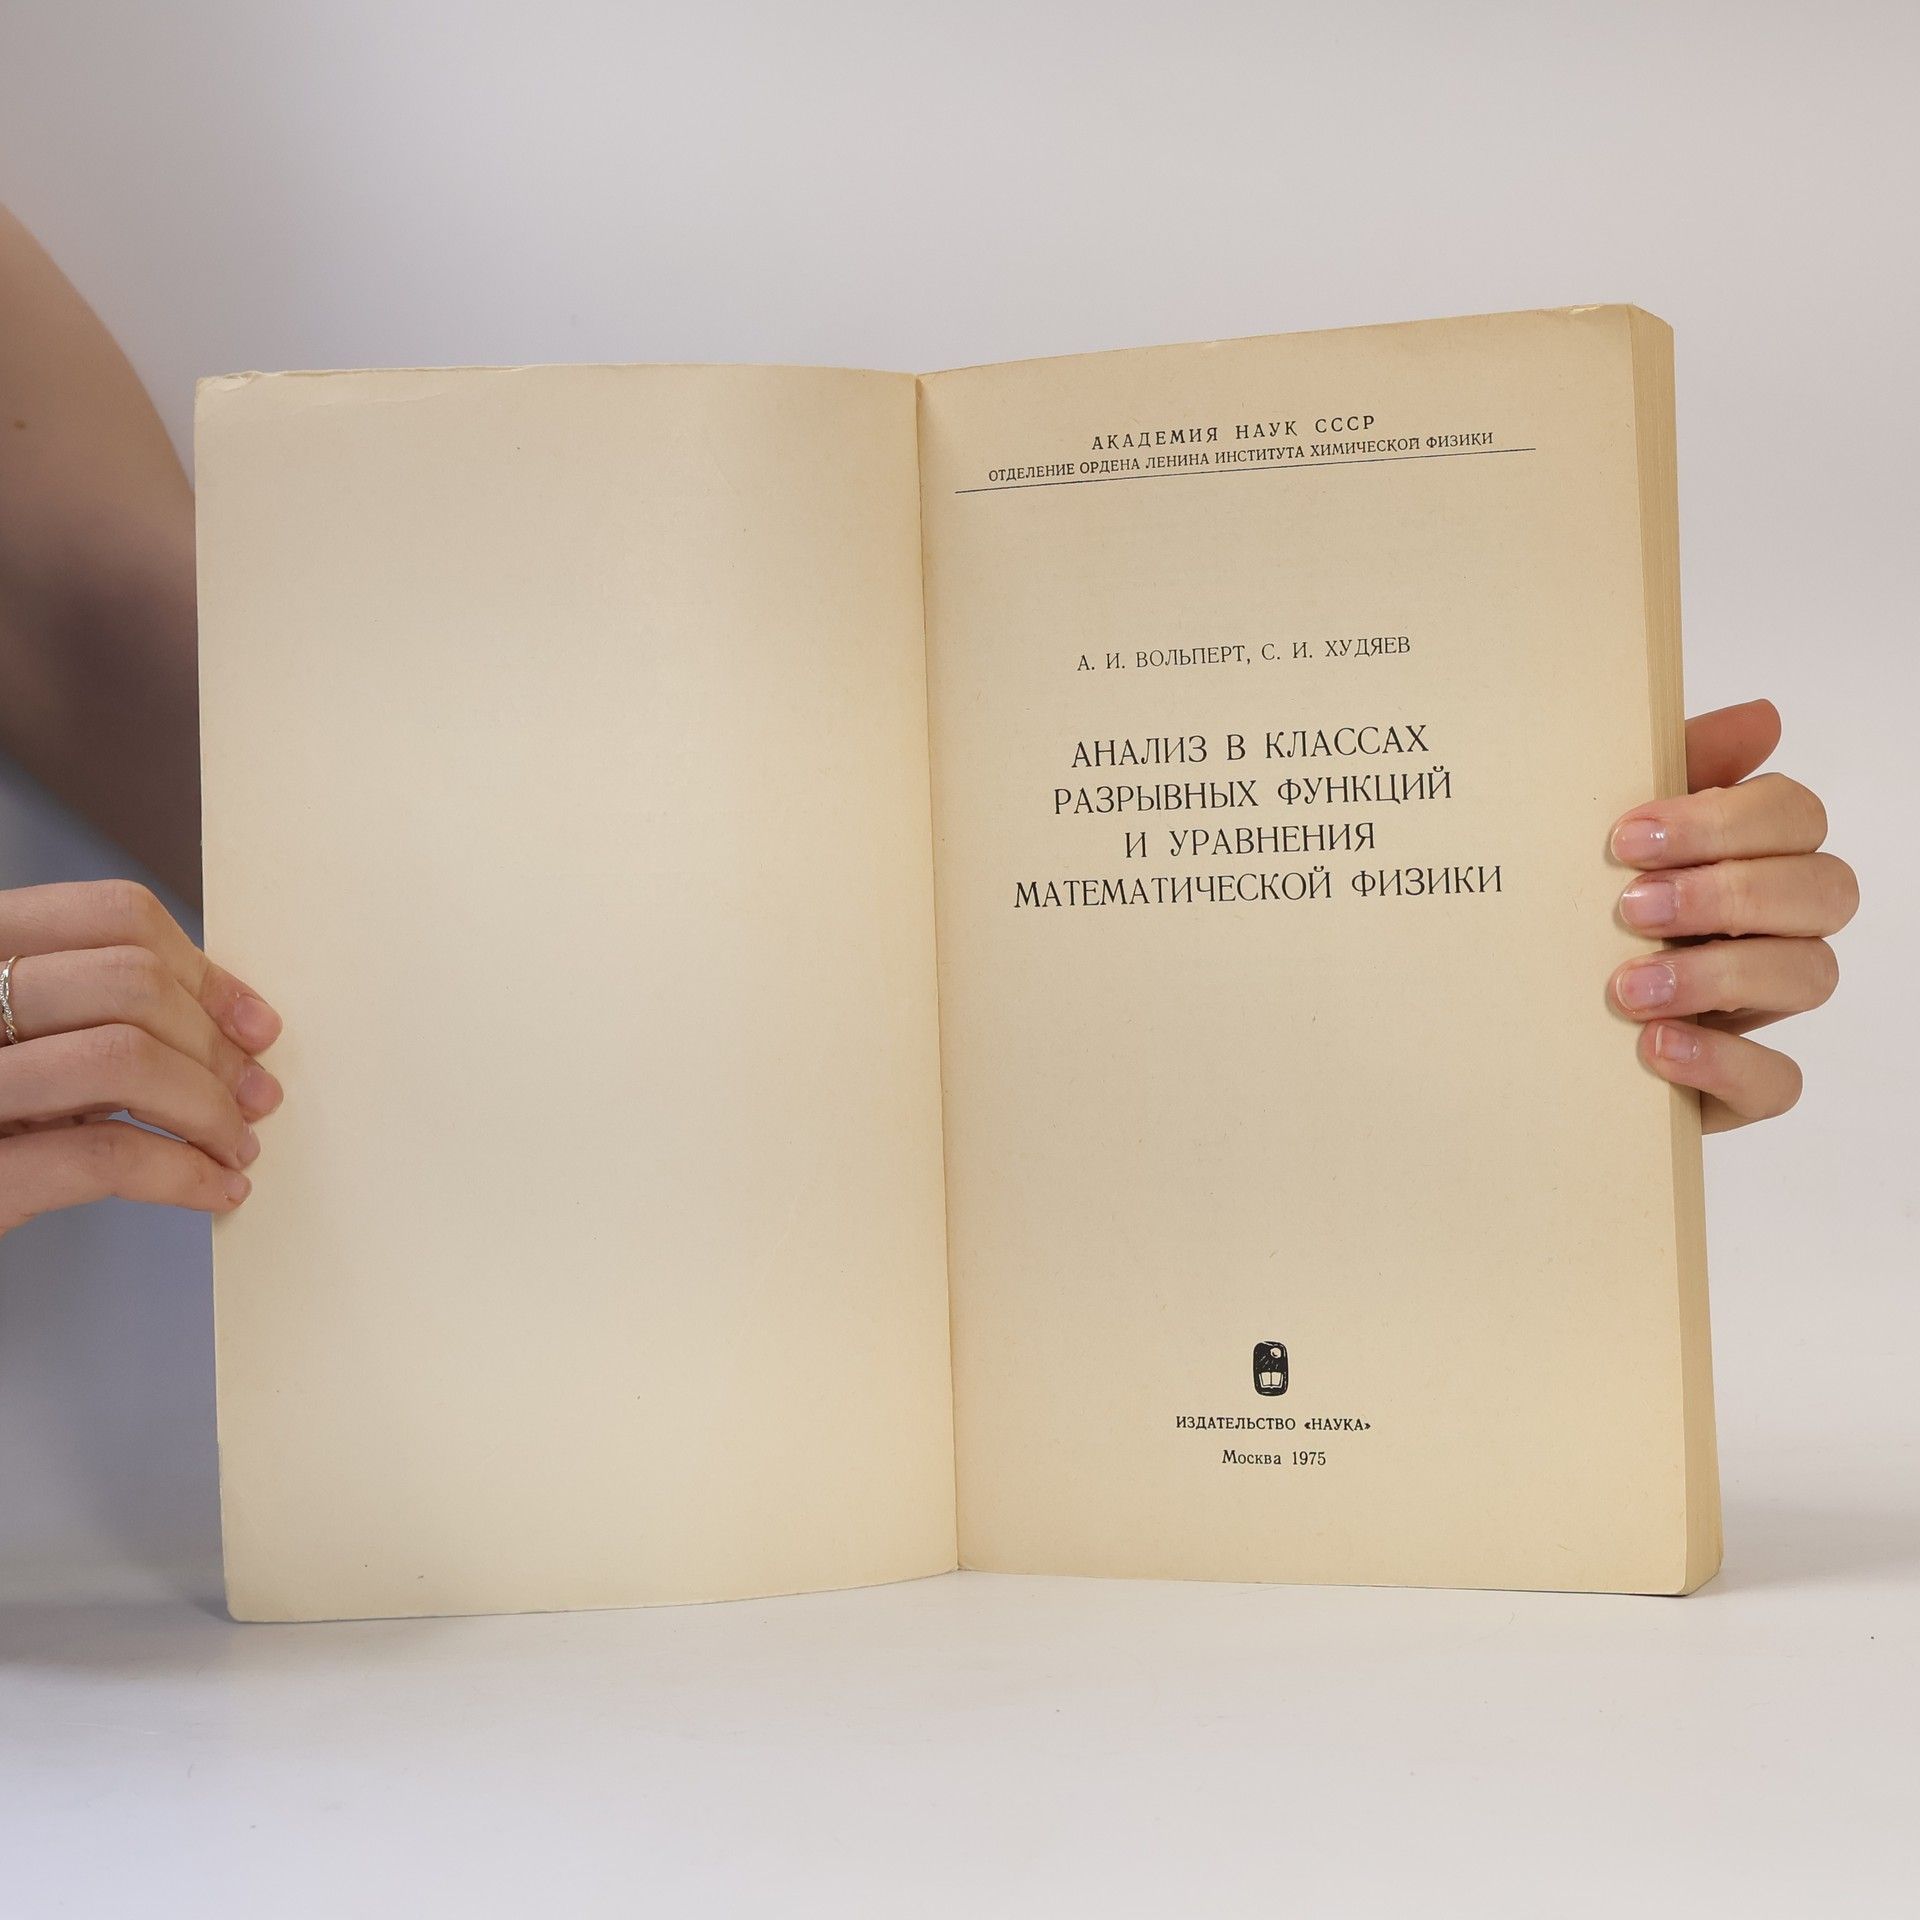 АКАДЕМИЯ НАУК СССР
ОТДЕЛЕНИЕ ОРДЕНА ЛЕНИНА ИНСТИТУТА ХИМИЧЕСКОЙ ФИЗИКИ
А. И. ВОЛЬПЕРТ, С. И. ХУДЯЕВ
АНАЛИЗ В КЛАССАХ
РАЗРЫВНЫХ ФУНКЦИЙ
И УРАВНЕНИЯ
МАТЕМАТИЧЕСКОЙ ФИЗИКИ
ИЗДАТЕЛЬСТВО «НАУКА»
Москва 1975